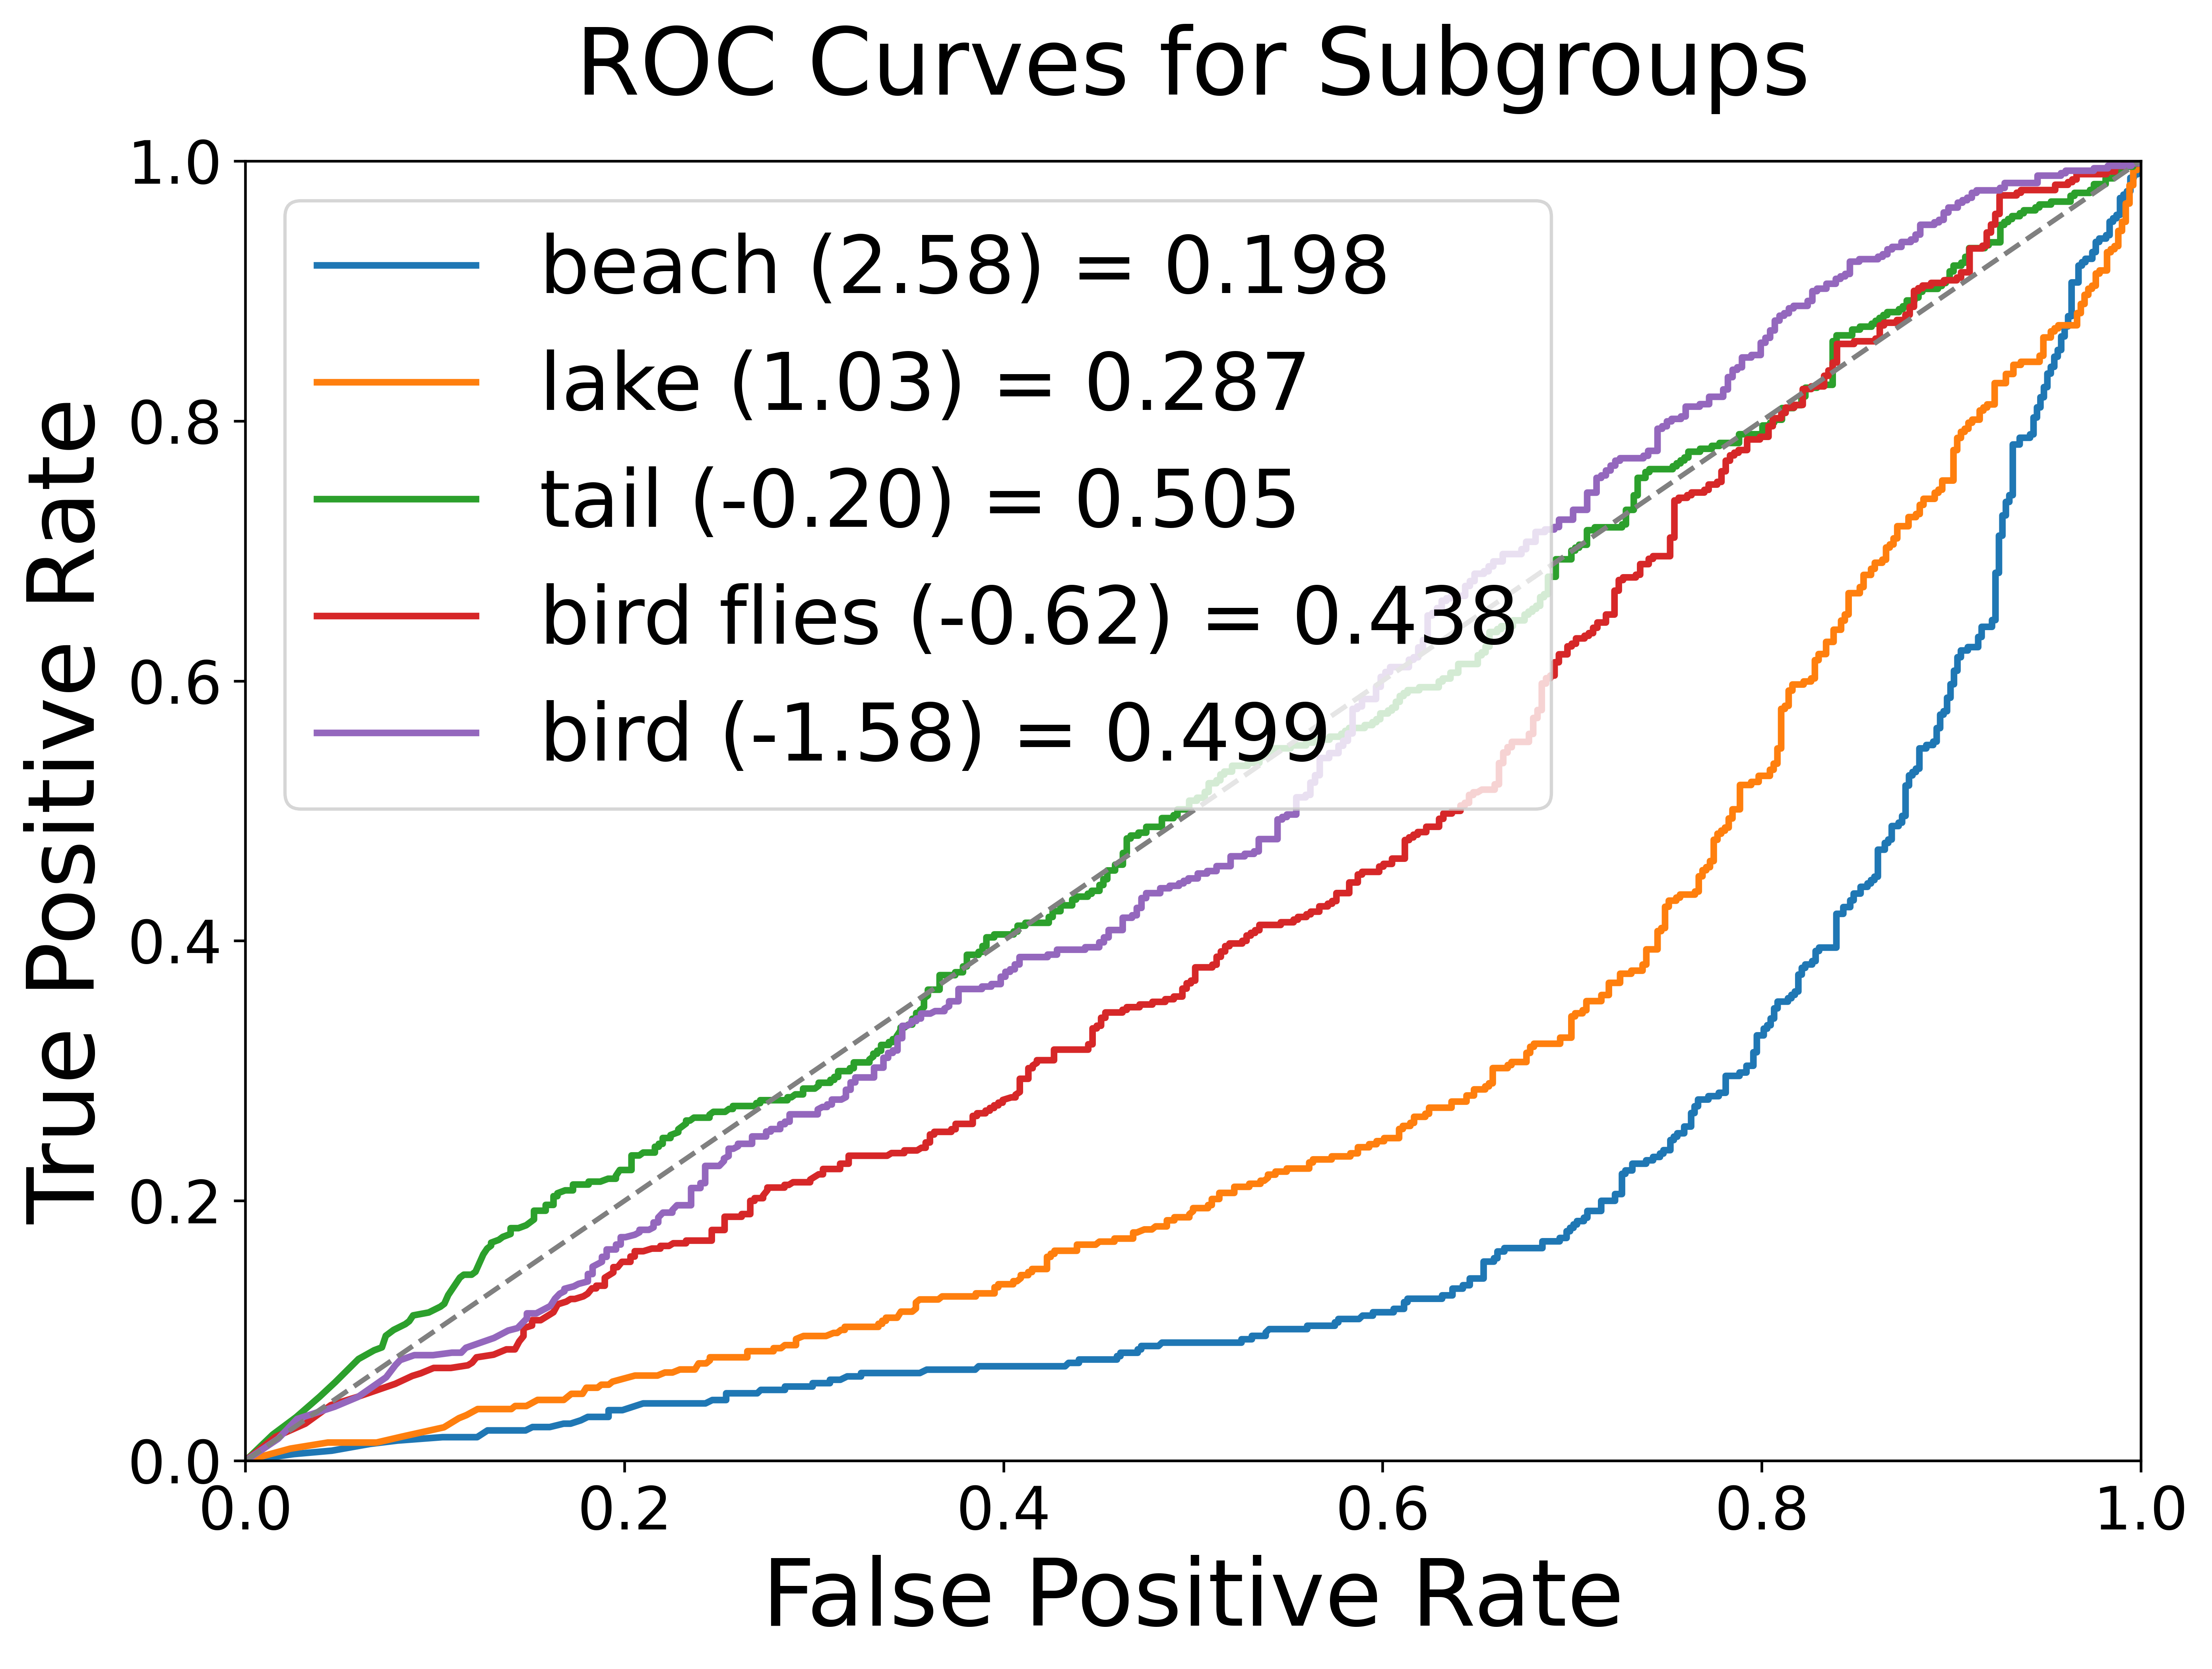 ROC Curves for Subgroups
True Positive Rate
1.0
0.8
0.6
0.4
0.2
0.0
beach (2.58) = 0.198
lake (1.03) = 0.287
tail (-0.20) = 0.505
bird flies (-0.62) = 0.438
bird (-1.58) = 0.499
0.0 0.2 0.4 0.6 0.8 1.0
False Positive Rate